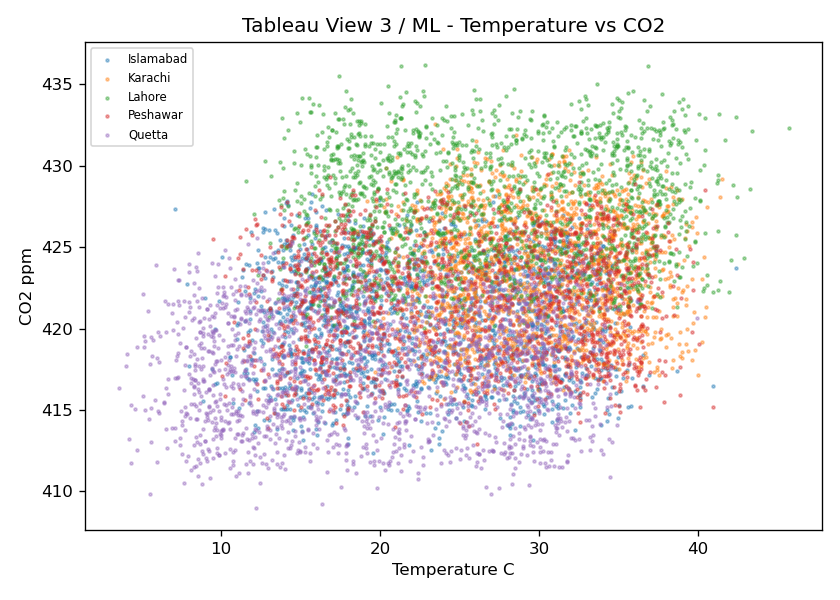 Tableau View 3 / ML - Temperature vs CO2
Islamabad
Karachi
Lahore
Peshawar
Quetta
435
430
425
420
415
410
CO2 ppm
10 20 30 40
Temperature C